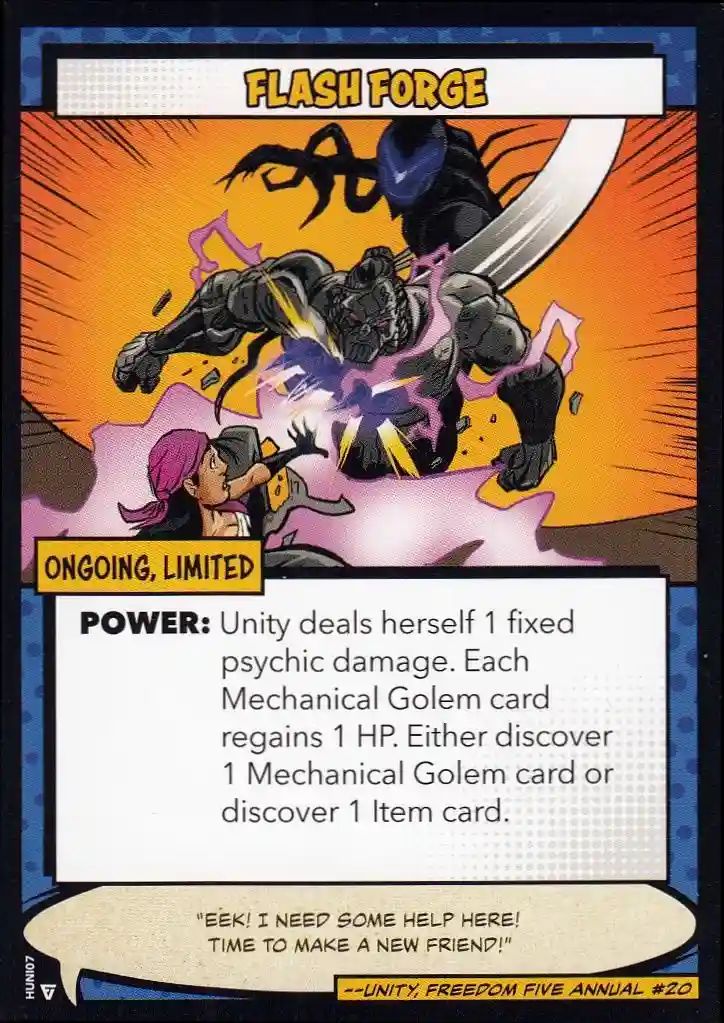 FLASH FORGE
ONGOING, LIMITED
POWER: Unity deals herself 1 fixed
psychic damage. Each
Mechanical Golem card
regains 1 HP. Either discover
1 Mechanical Golem card or
discover 1 Item card.
"EEK! I NEED SOME HELP HERE!
TIME TO MAKE A NEW FRIEND!"
--UNITY, FREEDOM FIVE ANNUAL #20
HUNI07